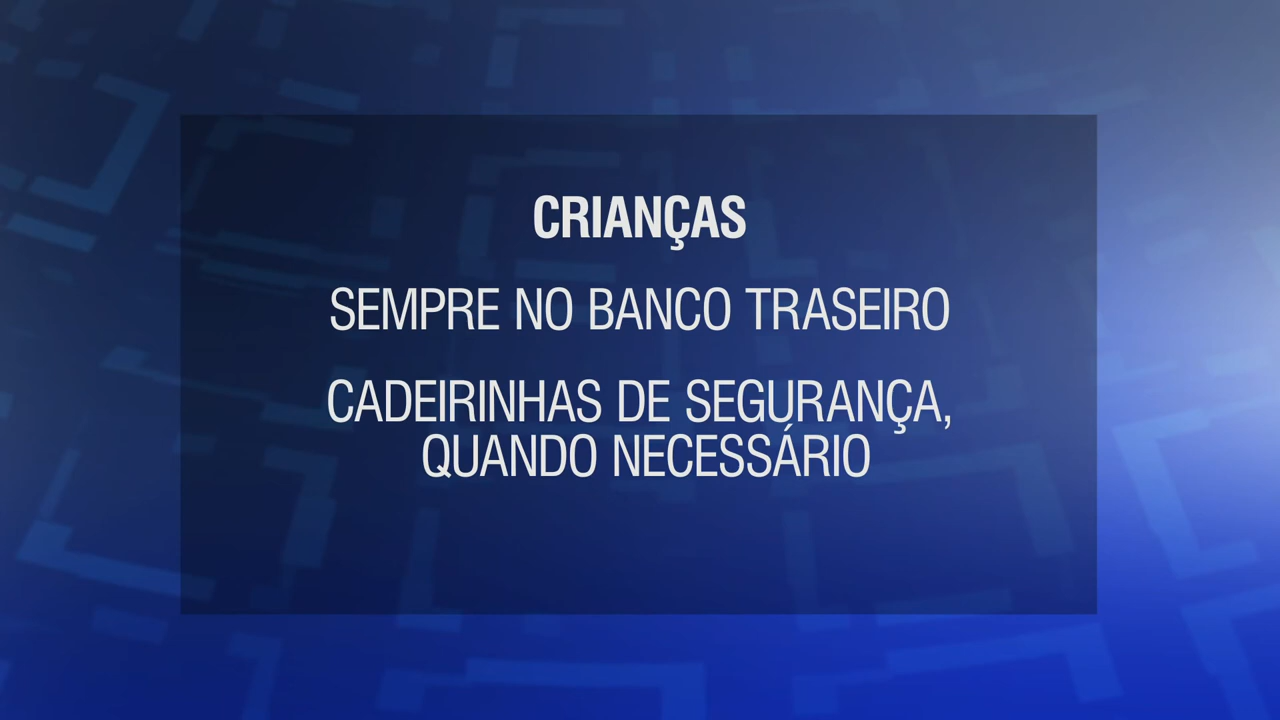 CRIANÇAS
SEMPRE NO BANCO TRASEIRO
CADEIRINHAS DE SEGURANÇA,
QUANDO NECESSÁRIO